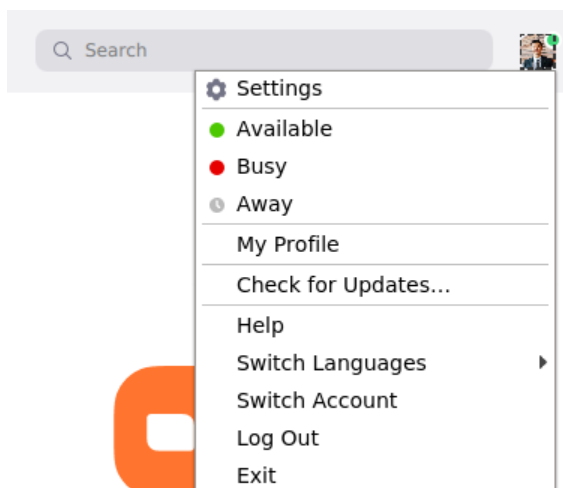 Search
Settings
Available
Busy
Away
My Profile
Check for Updates...
Help
Switch Languages
Switch Account
Log Out
Exit